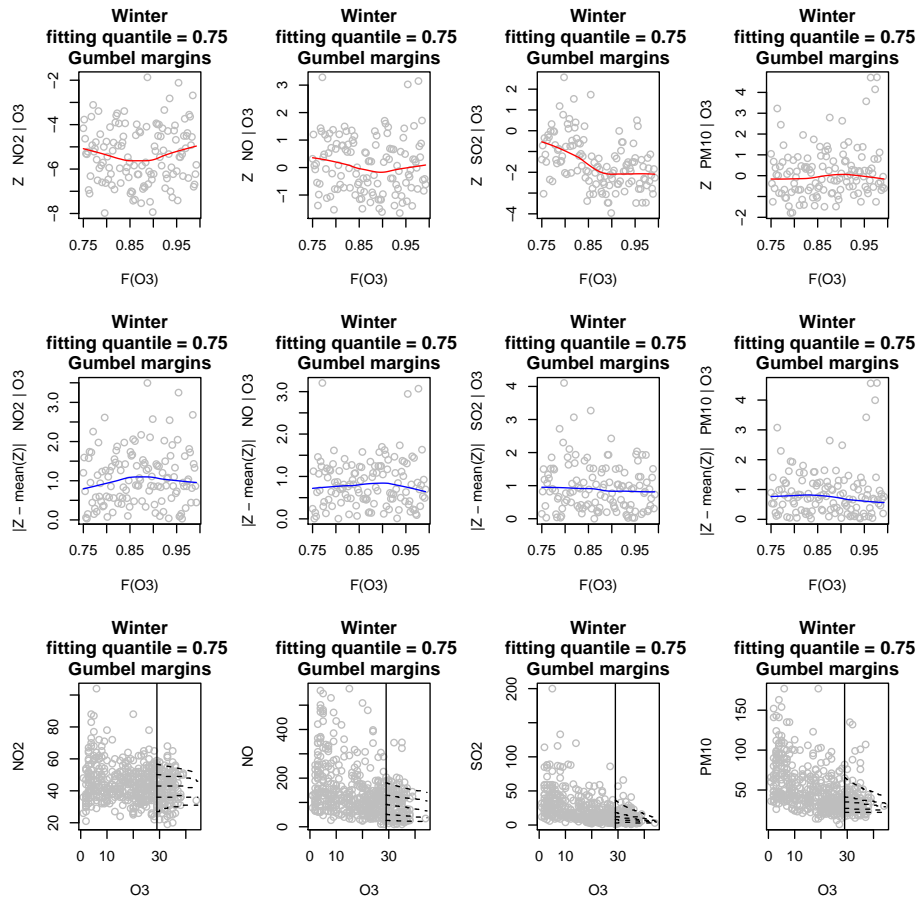 Winter
fitting quantile = 0.75
Gumbel margins
Z   NO2 | O3
−8 −6 −4 −2
0.75 0.85 0.95
F(O3)
Winter
fitting quantile = 0.75
Gumbel margins
Z   NO | O3
−1 0 1 2 3
0.75 0.85 0.95
F(O3)
Winter
fitting quantile = 0.75
Gumbel margins
Z   SO2 | O3
−4 −2 0 2
0.75 0.85 0.95
F(O3)
Winter
fitting quantile = 0.75
Gumbel margins
Z   PM10 | O3
−2 0 2 4
0.75 0.85 0.95
F(O3)
Winter
fitting quantile = 0.75
Gumbel margins
|Z − mean(Z)|   NO2 | O3
0.0 1.0 2.0 3.0
0.75 0.85 0.95
F(O3)
Winter
fitting quantile = 0.75
Gumbel margins
|Z − mean(Z)|   NO | O3
0.0 1.0 2.0 3.0
0.75 0.85 0.95
F(O3)
Winter
fitting quantile = 0.75
Gumbel margins
|Z − mean(Z)|   SO2 | O3
0 1 2 3 4
0.75 0.85 0.95
F(O3)
Winter
fitting quantile = 0.75
Gumbel margins
|Z − mean(Z)|   PM10 | O3
0 1 2 3 4
0.75 0.85 0.95
F(O3)
Winter
fitting quantile = 0.75
Gumbel margins
NO2
20 40 60 80
0 10 30
O3
Winter
fitting quantile = 0.75
Gumbel margins
NO
0 200 400
0 10 30
O3
Winter
fitting quantile = 0.75
Gumbel margins
SO2
0 50 100 200
0 10 30
O3
Winter
fitting quantile = 0.75
Gumbel margins
PM10
50 100 150
0 10 30
O3